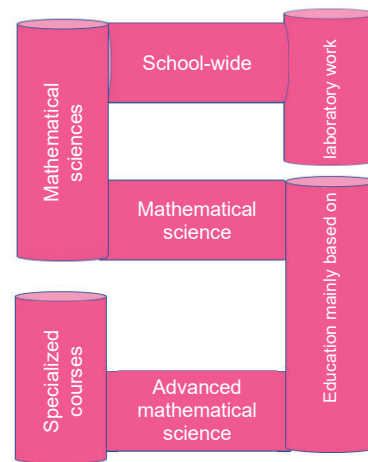 School-wide
Mathematical
sciences
laboratory work
Mathematical
science
Education mainly based on
Specialized
courses
Advanced
mathematical
science